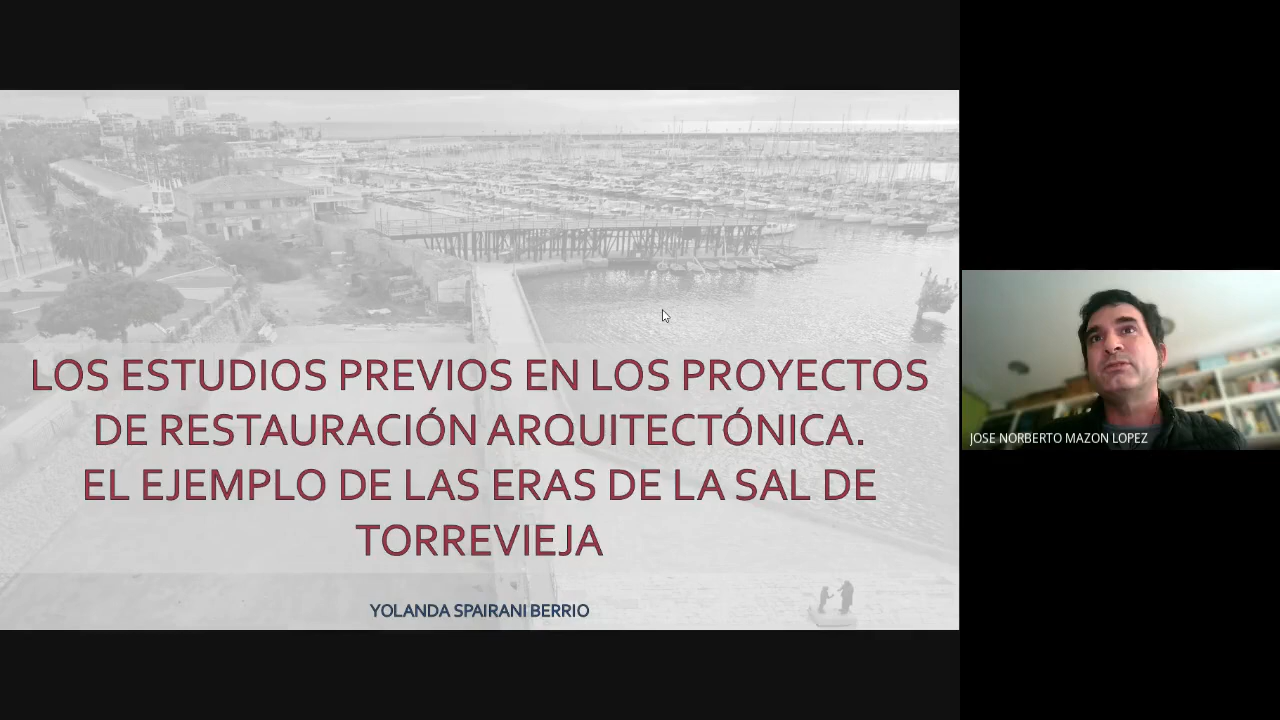 LOS ESTUDIOS PREVIOS EN LOS PROYECTOS
DE RESTAURACIÓN ARQUITECTÓNICA.
EL EJEMPLO DE LAS ERAS DE LA SAL DE
TORREVIEJA
YOLANDA SPAIRANI BERRIO
JOSE NORBERTO MAZON LOPEZ